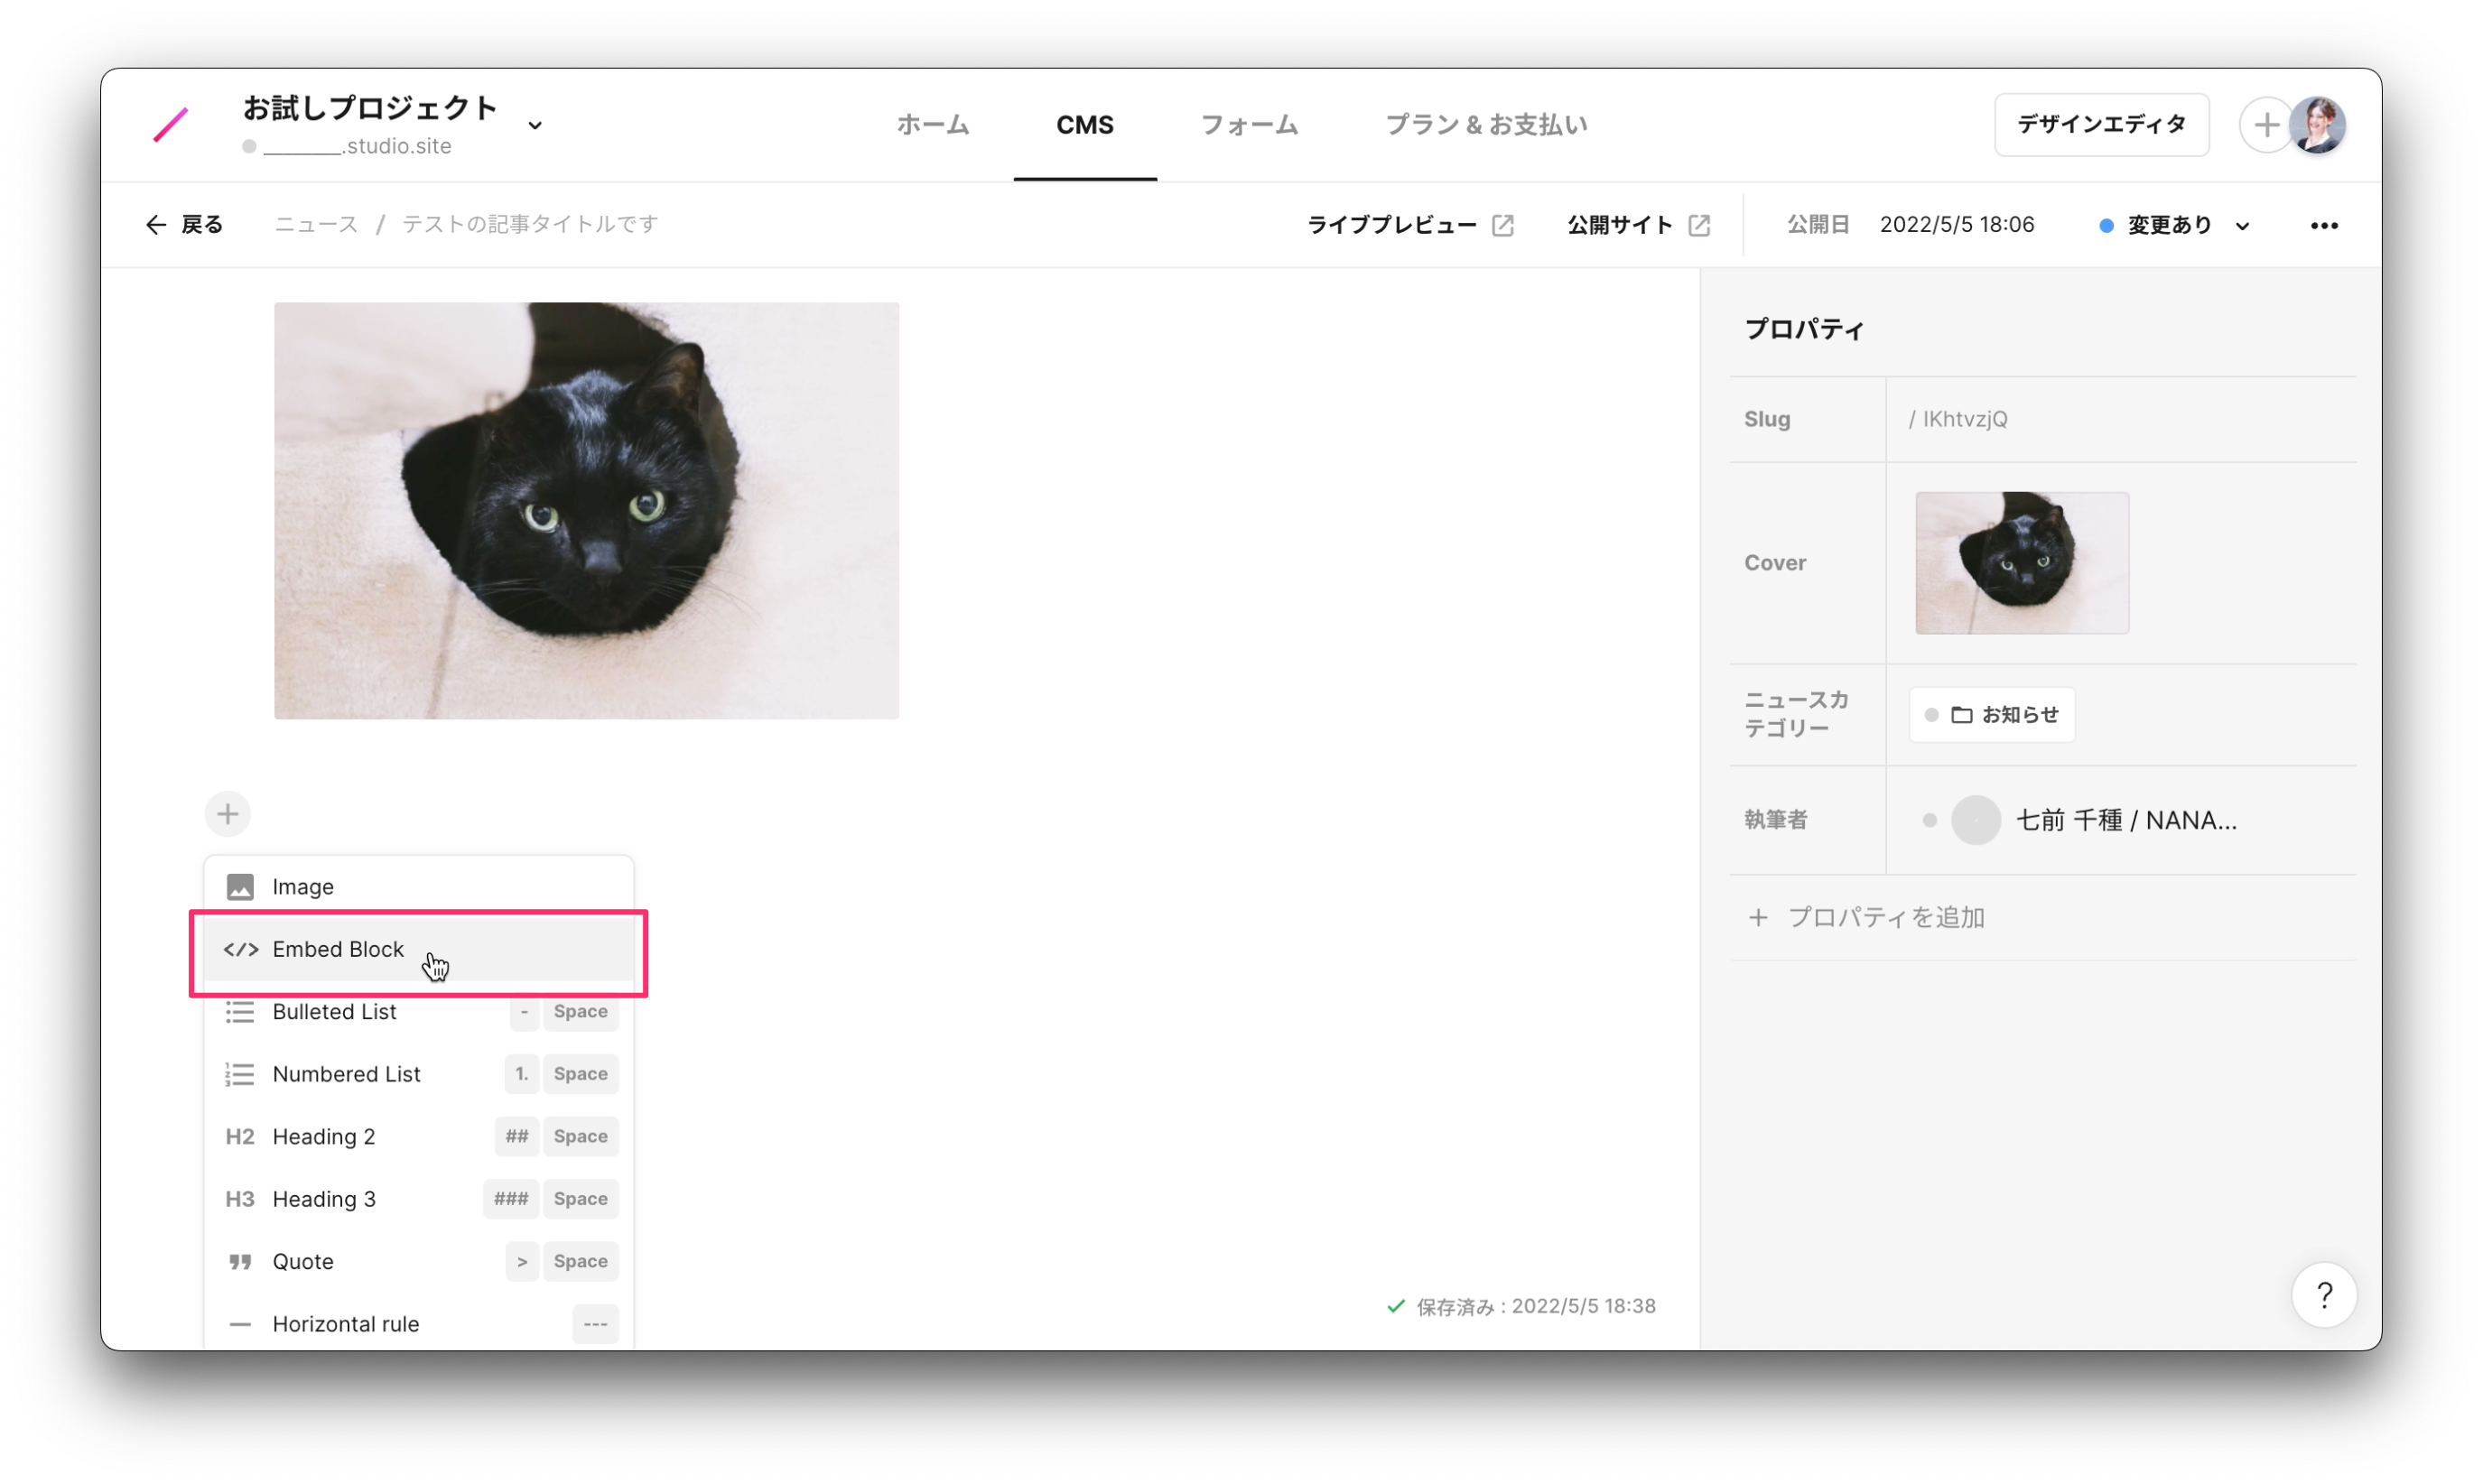 お試しプロジェクト
________.studio.site
ホーム
CMS
フォーム
プラン & お支払い
デザインエディタ
戻る
ニュース / テストの記事タイトルです
ライブプレビュー
公開サイト
公開日 2022/5/5 18:06
変更あり
プロパティ
Slug
/ IKhtvzjQ
Cover
ニュースカ
テゴリー
お知らせ
執筆者
七前 千種 / NANA...
+ プロパティを追加
Image
</> Embed Block
Bulleted List - Space
Numbered List 1. Space
H2 Heading 2 ## Space
H3 Heading 3 ### Space
Quote > Space
Horizontal rule ---
保存済み : 2022/5/5 18:38
?